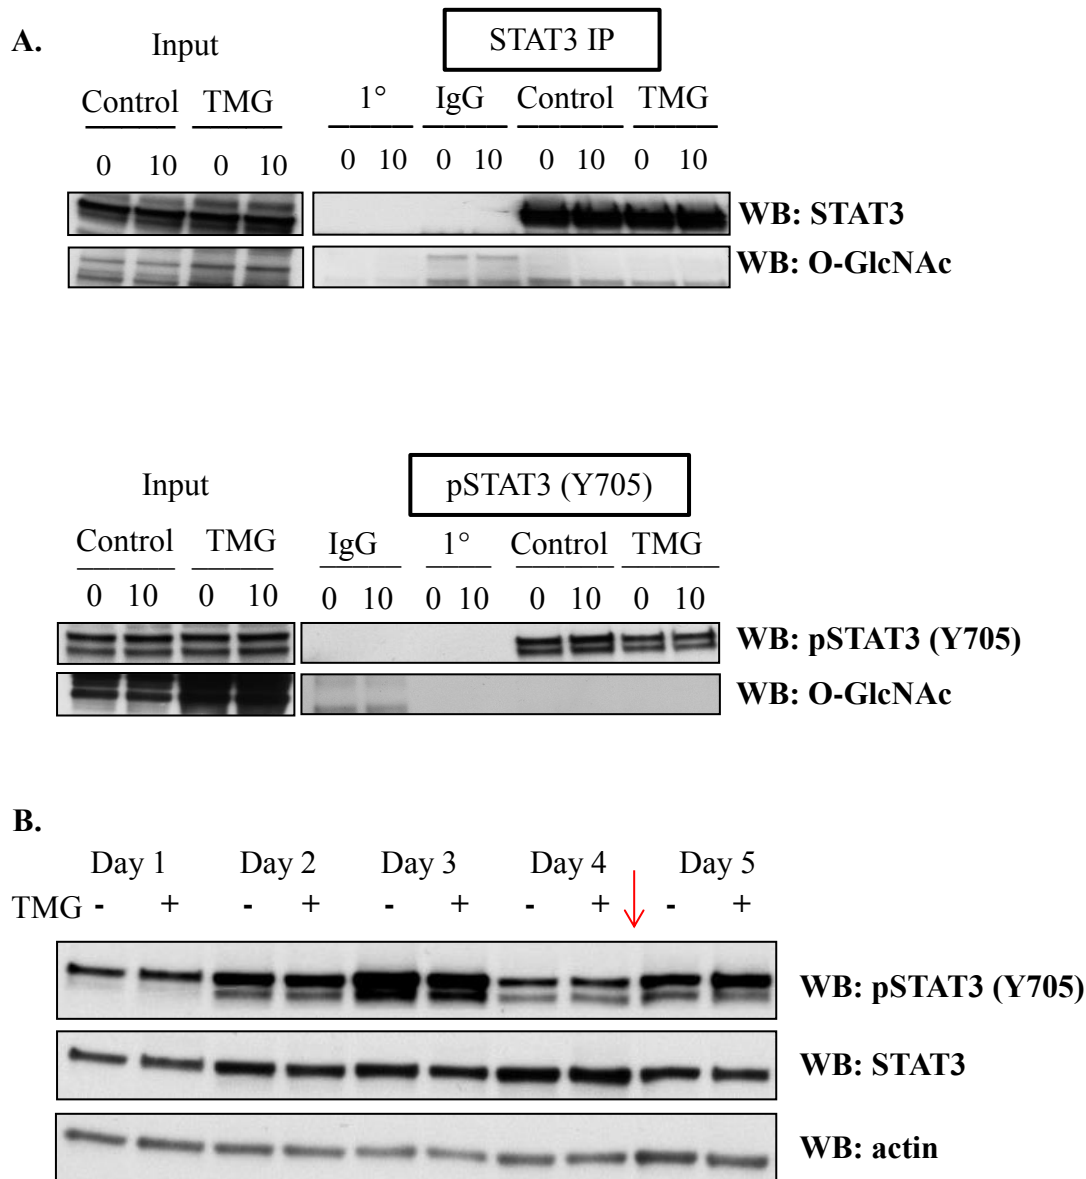 A.
Input
STAT3 IP
Control TMG 1° IgG Control TMG
0 10 0 10 0 10 0 10 0 10 0 10
WB: STAT3
WB: O-GlcNAc
Input
pSTAT3 (Y705)
Control TMG IgG 1° Control TMG
0 10 0 10 0 10 0 10 0 10 0 10
WB: pSTAT3 (Y705)
WB: O-GlcNAc
B.
Day 1 Day 2 Day 3 Day 4 Day 5
TMG - + - + - + - + - +
WB: pSTAT3 (Y705)
WB: STAT3
WB: actin